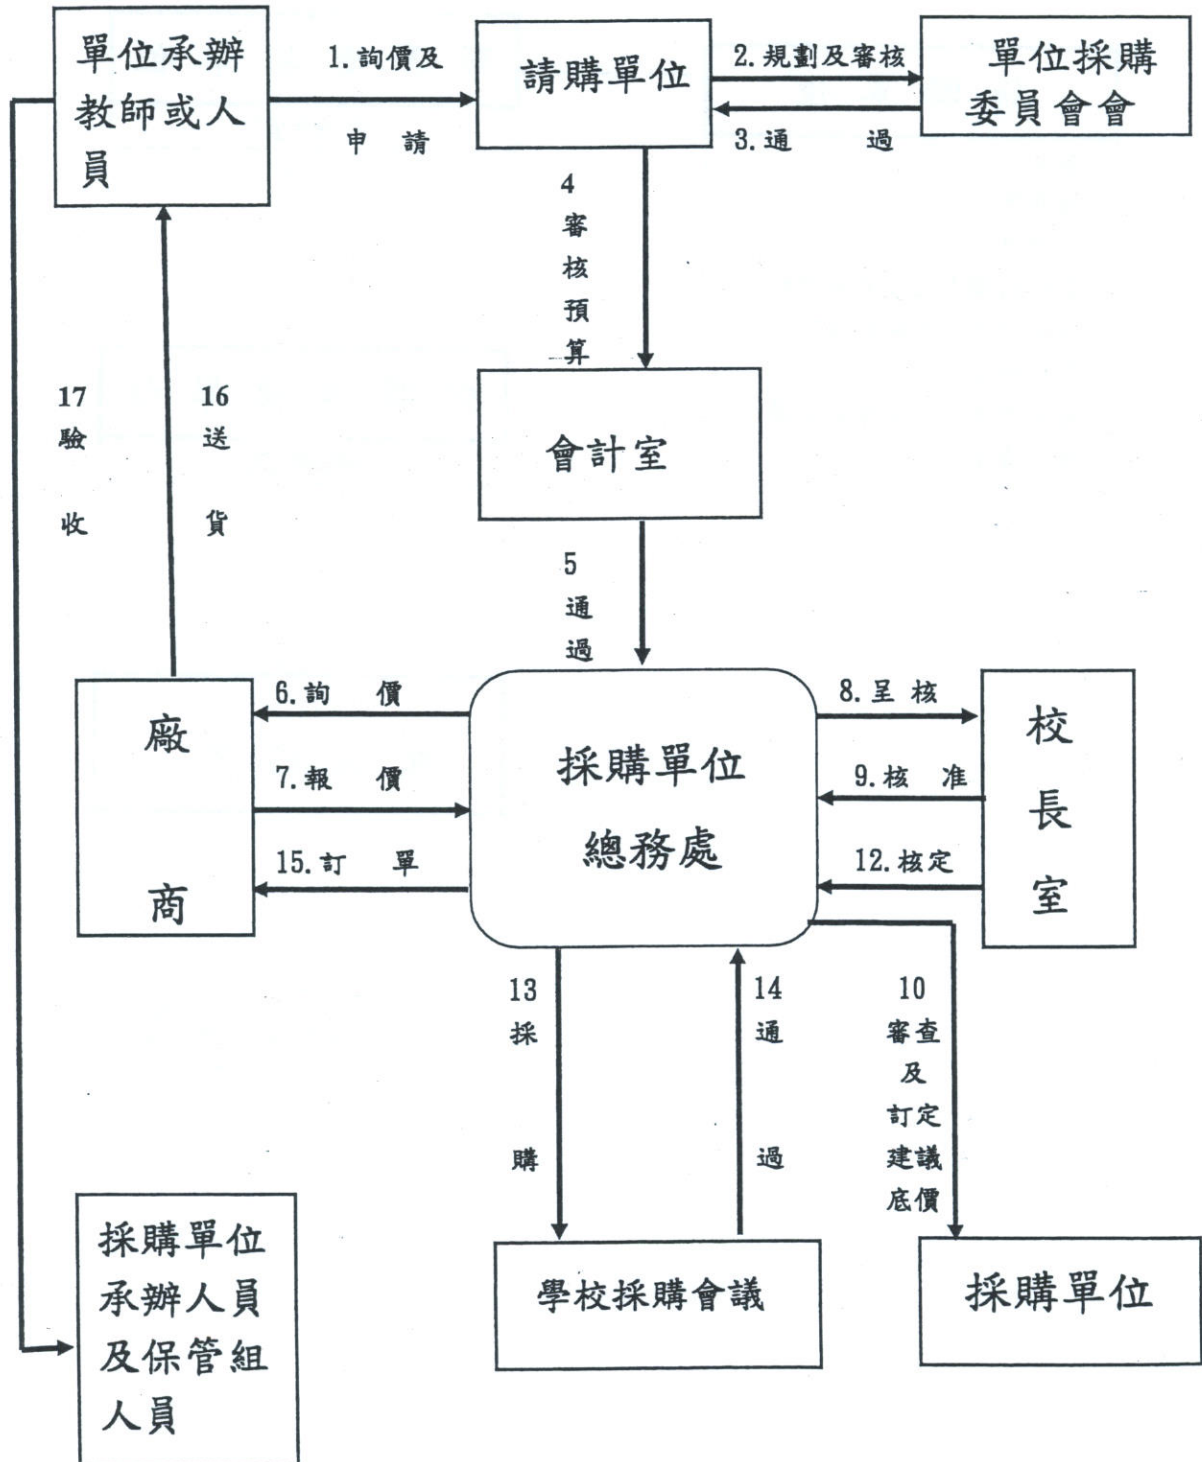 單位承辦
教師或人
員
1.詢價及
申 請
請購單位
2.規劃及審核
3.通 過
單位採購
委員會會
4
審
核
預
算
會計室
5
通
過
17
驗
收
16
送
貨
廠
商
6.詢 價
7.報 價
15.訂 單
採購單位
總務處
8.呈 核
9.核 准
12.核定
校
長
室
13
採
購
14
通
過
10
審查
及
訂定
建議
底價
採購單位
承辦人員
及保管組
人員
學校採購會議
採購單位